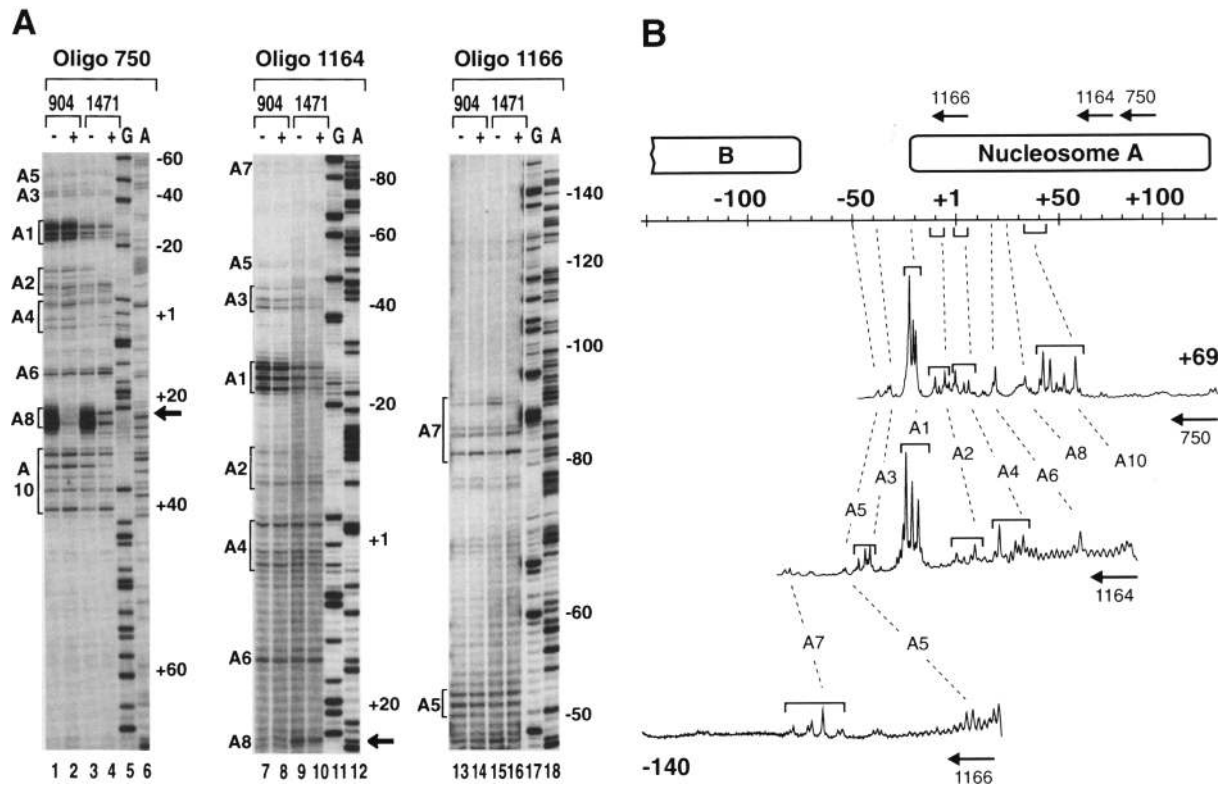 A
Oligo 750
904 1471
- + - + G A
-60
A5
A3
-40
A1
-20
A2
A4
+1
A6
+20
A8
A
10
+40
+60
1 2 3 4 5 6
Oligo 1164
904 1471
- + - + G A
A7
-80
-60
A5
A3
-40
A1
-20
A2
A4
+1
A6
+20
A8
7 8 9 10 11 12
Oligo 1166
904 1471
- + - + G A
-140
-120
-100
A7
-80
-60
A5
-50
13 14 15 16 17 18
B
1166 1164 750
B Nucleosome A
-100 -50 +1 +50 +100
+69
750
A1
A3 A2 A4 A6 A8 A10
A5
1164
A7 A5
-140
1166